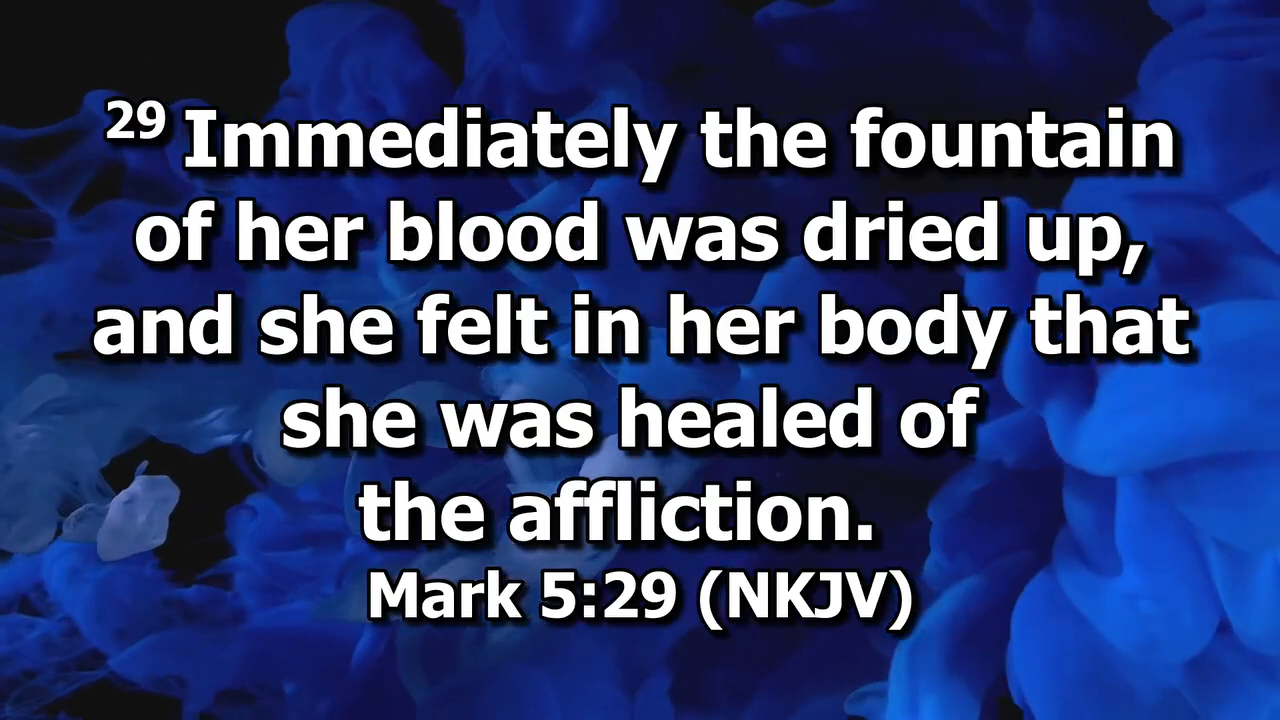 29 Immediately the fountain
of her blood was dried up,
and she felt in her body that
she was healed of
the affliction.
Mark 5:29 (NKJV)